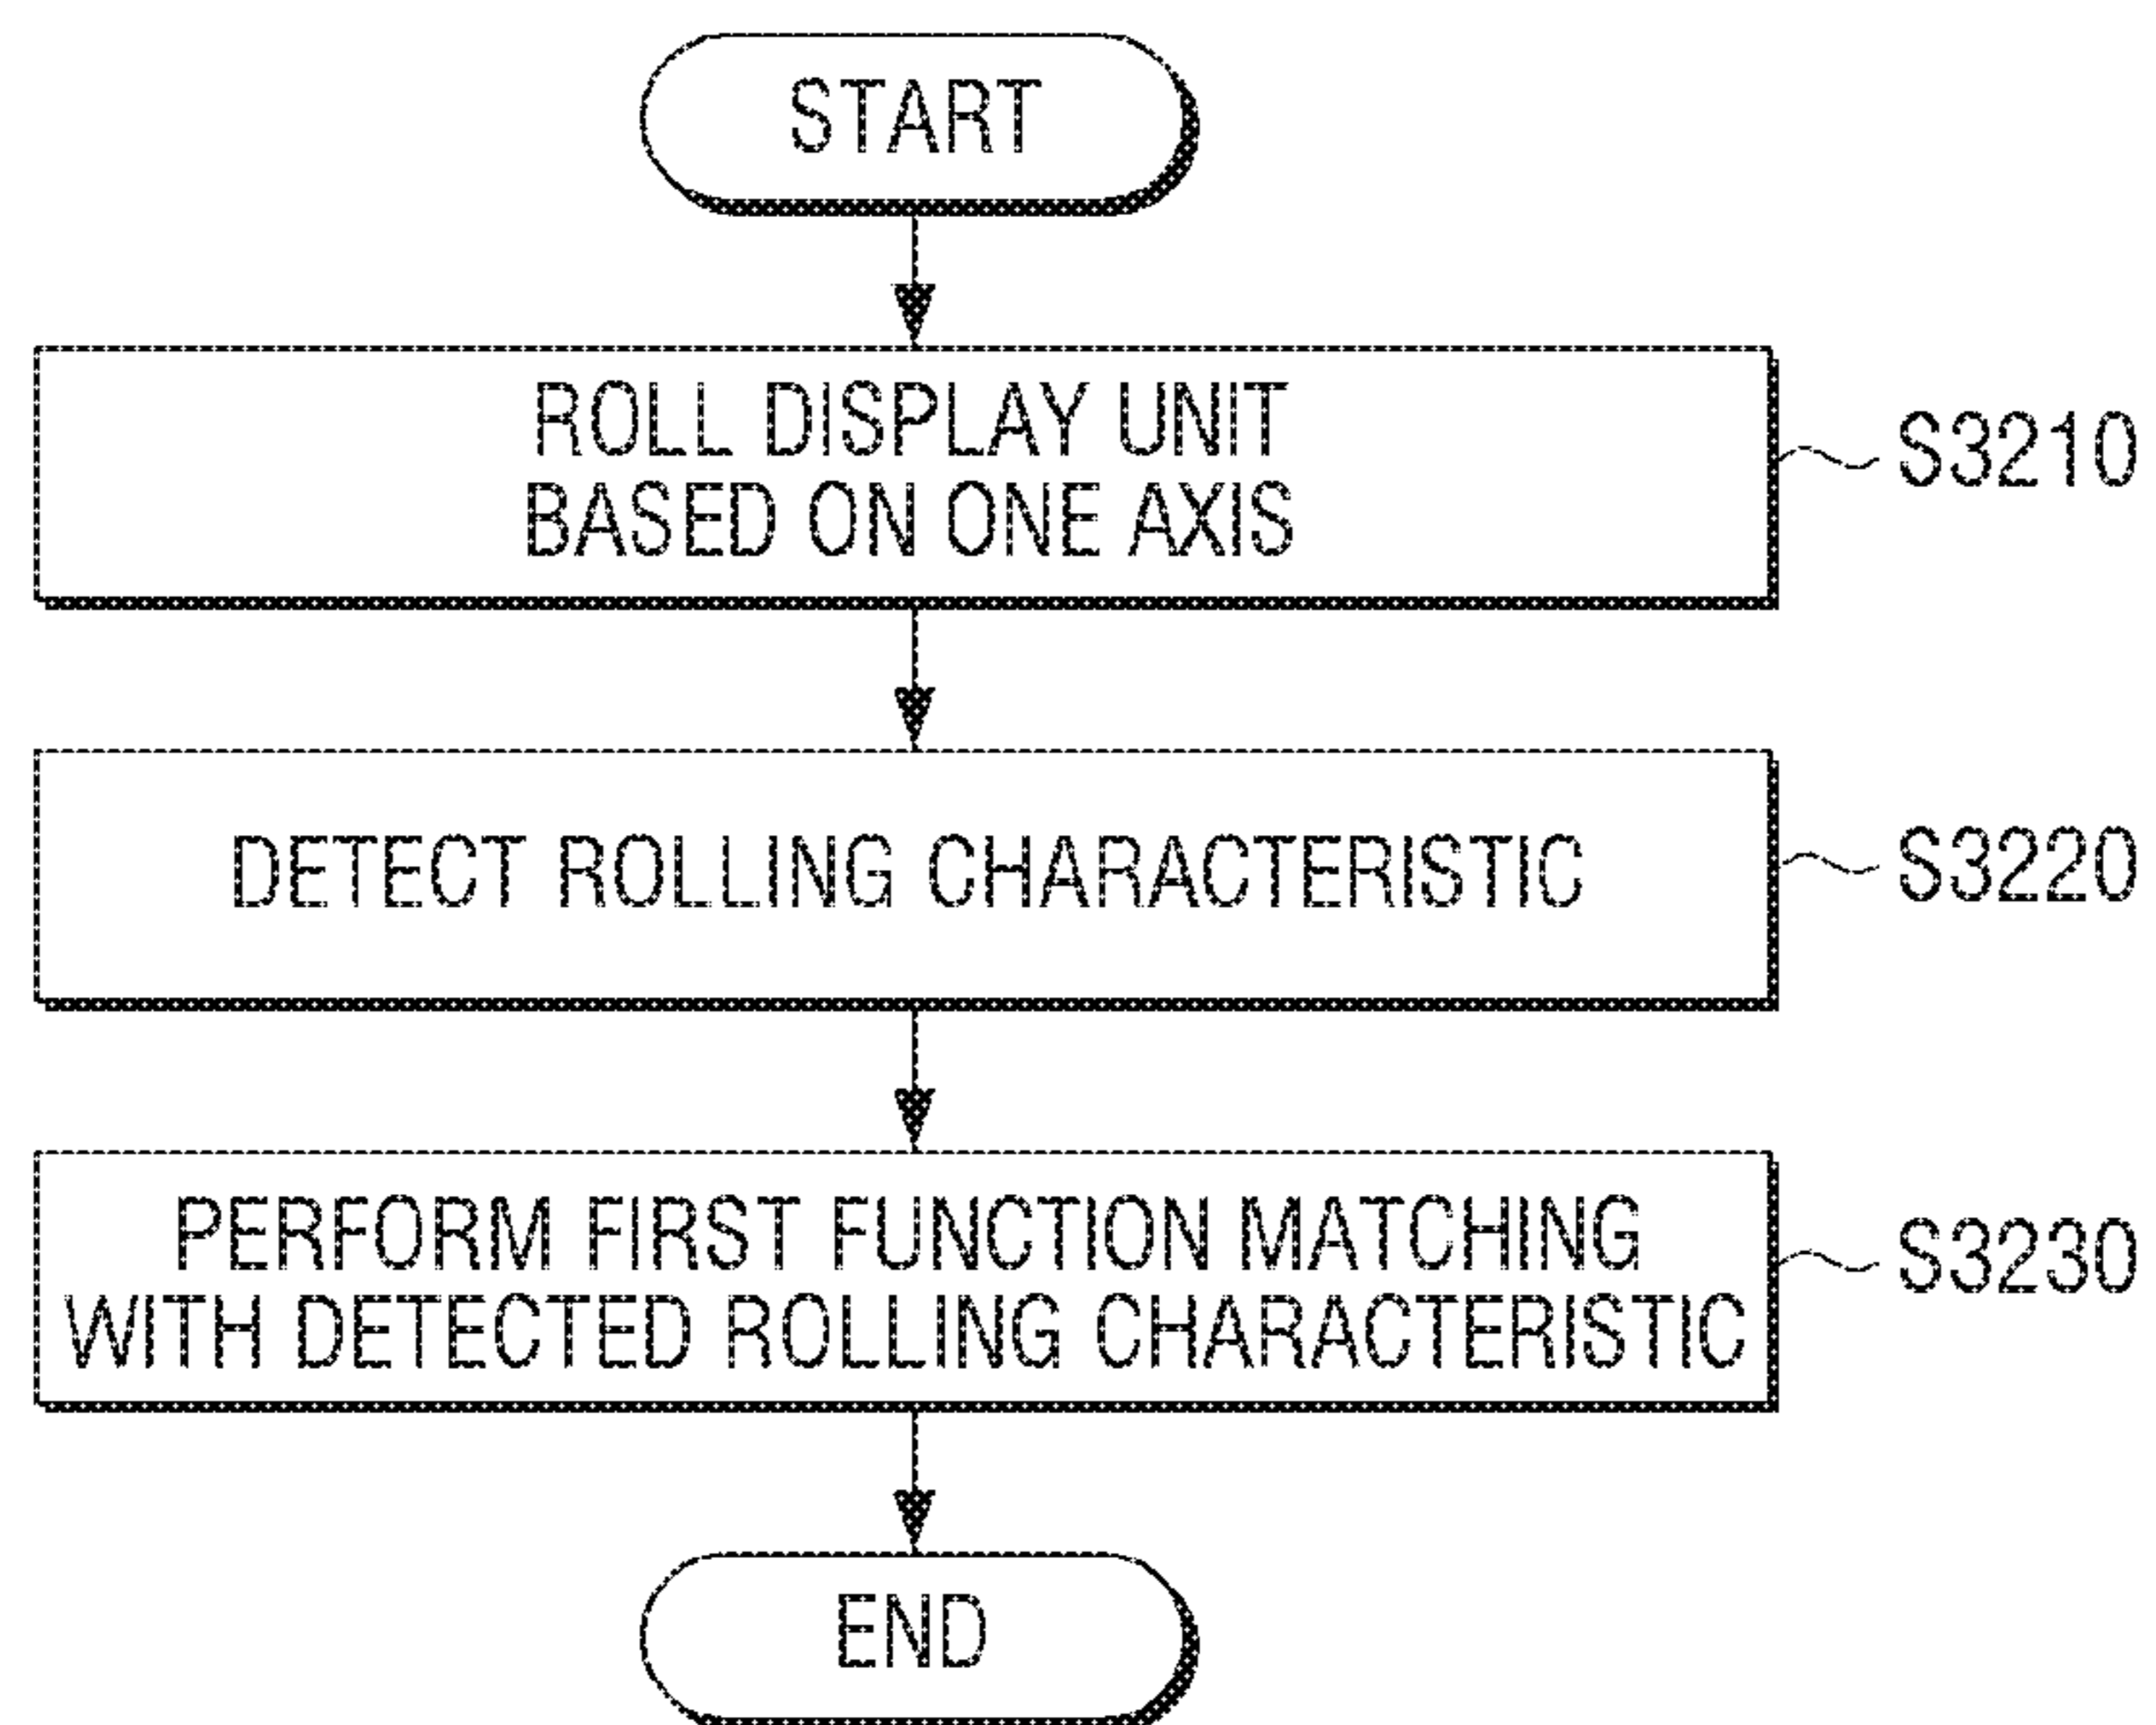 START
ROLL DISPLAY UNIT
BASED ON ONE AXIS
S3210
DETECT ROLLING CHARACTERISTIC
S3220
PERFORM FIRST FUNCTION MATCHING
WITH DETECTED ROLLING CHARACTERISTIC
S3230
END